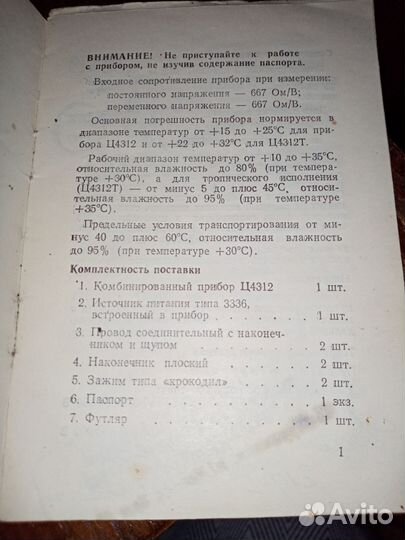 ВНИМАНИЕ! Не приступайте к работе
с прибором, не изучив содержание паспорта.
Входное сопротивление прибора при измерении:
постоянного напряжения — 667 Ом/В;
переменного напряжения — 667 Ом/В.
Основная погрешность прибора нормируется в
диапазоне температур от +15 до +25°С для при-
бора Ц4312 и от +22 до +32°С для Ц4312Т.
Рабочий диапазон температур от +10 до +35°С,
относительная влажность до 80% (при темпера-
туре +30°С), а для тропического исполнения
(Ц4312Т) — от минус 5 до плюс 45°С, относи-
тельная влажность до 95% (при температуре
+35°С).
Предельные условия транспортирования от ми-
нус 40 до плюс 60°С, относительная влажность
до 95% (при температуре +30°С).
Комплектность поставки
1. Комбинированный прибор Ц4312 1 шт.
2. Источник питания типа 3336,
встроенный в прибор . . . . 1 шт.
3. Провод соединительный с наконеч-
ником и щупом . . . . . 2 шт.
4. Наконечник плоский . . . . 2 шт.
5. Зажим типа «крокодил» . . . 2 шт.
6. Паспорт . . . . . . 1 экз.
7. Футляр . . . . . . 1 шт.
1
Avito